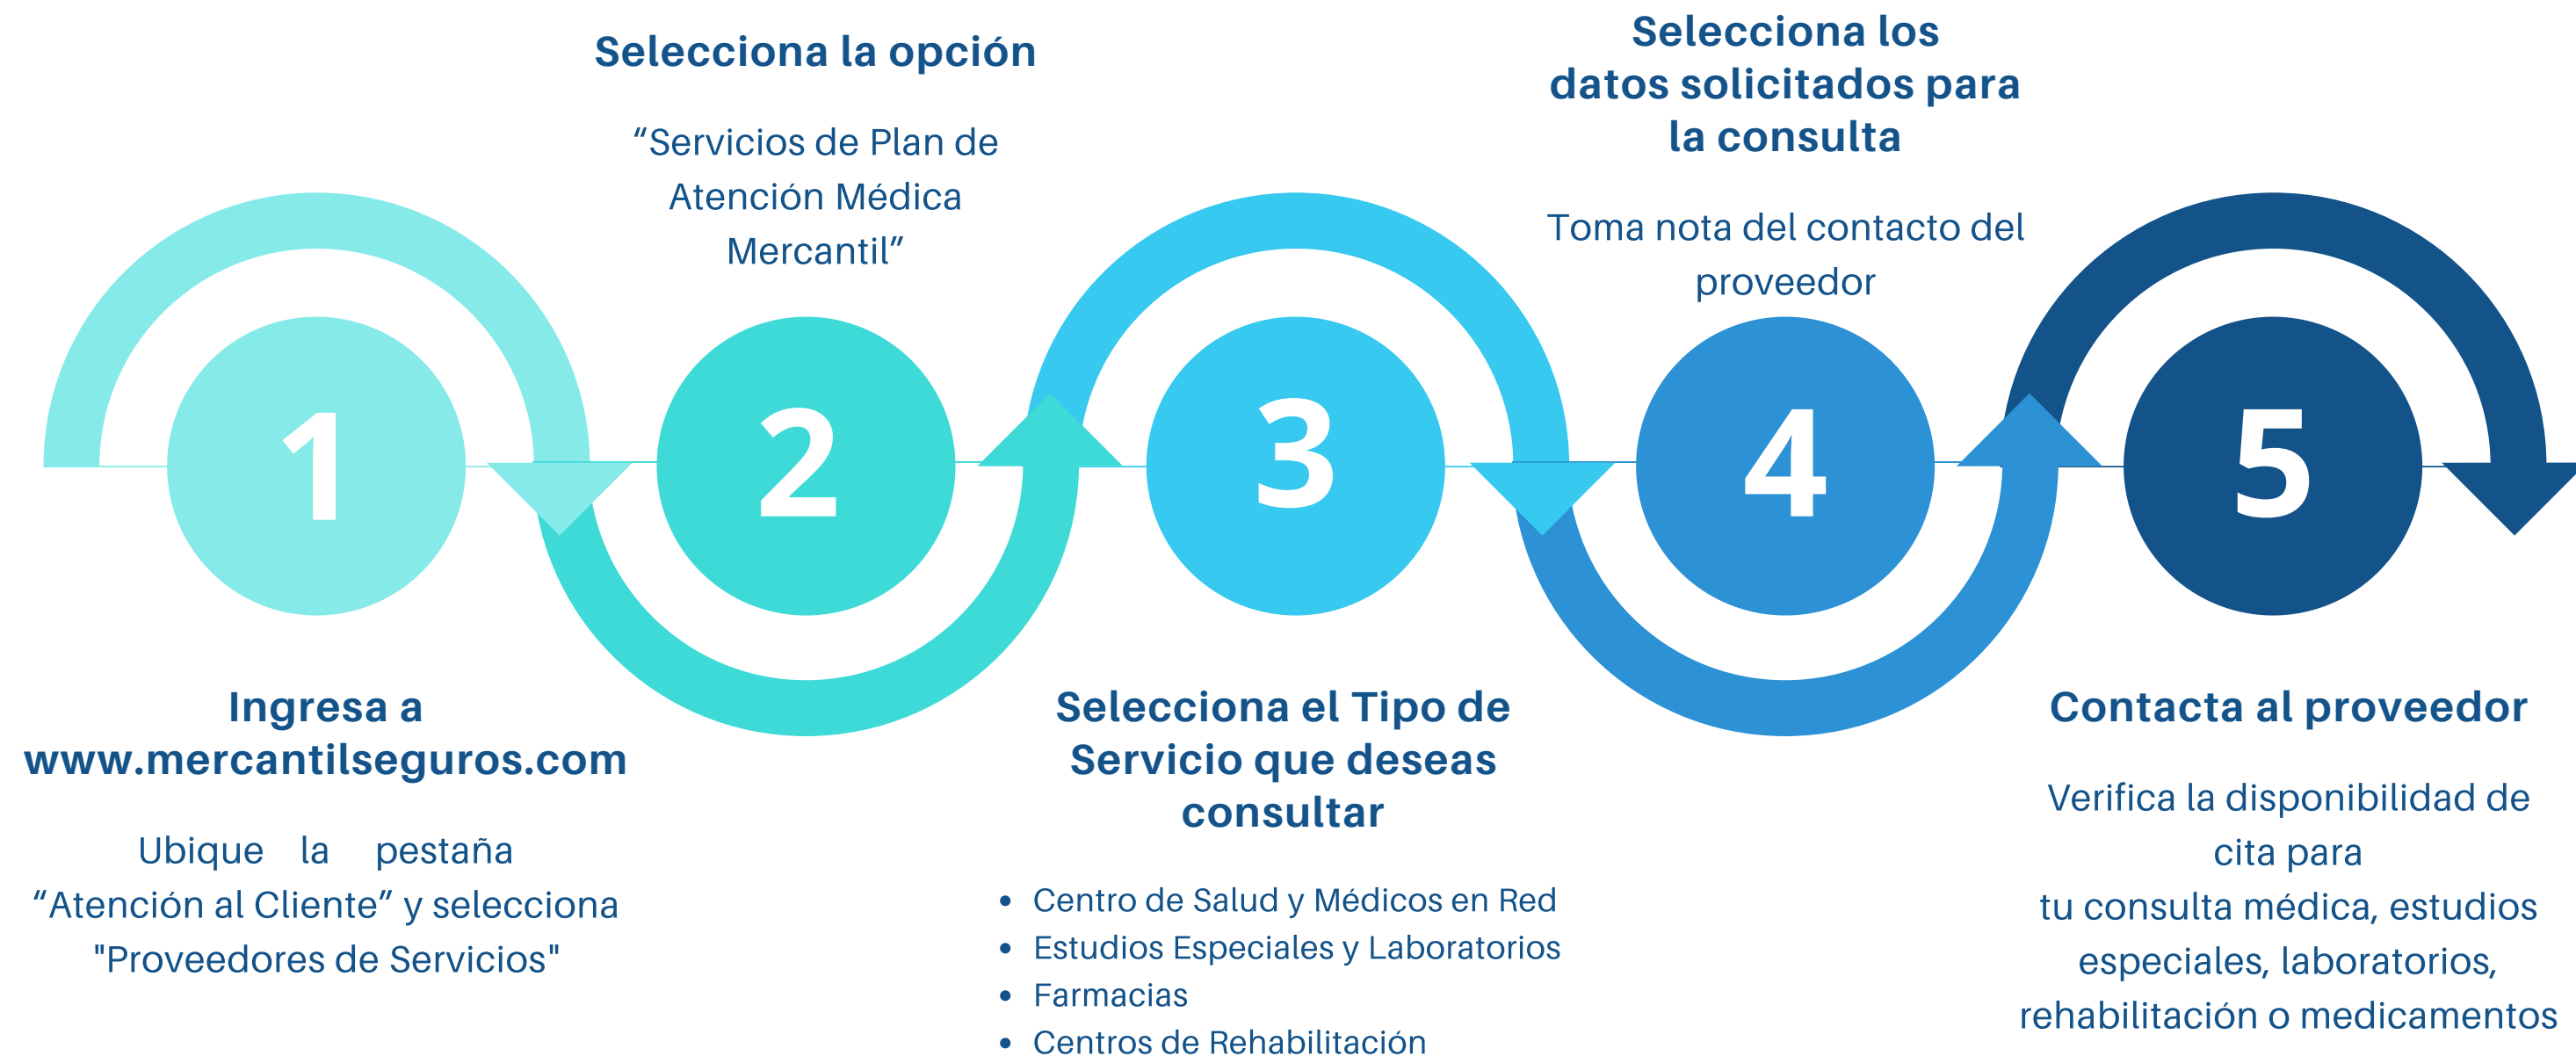 1
Ingresa a
www.mercantilseguros.com
Ubique la pestaña
“Atención al Cliente” y selecciona
"Proveedores de Servicios"
Selecciona la opción
“Servicios de Plan de
Atención Médica
Mercantil”
2
3
Selecciona el Tipo de
Servicio que deseas
consultar
• Centro de Salud y Médicos en Red
• Estudios Especiales y Laboratorios
• Farmacias
• Centros de Rehabilitación
Selecciona los
datos solicitados para
la consulta
Toma nota del contacto del
proveedor
4
5
Contacta al proveedor
Verifica la disponibilidad de
cita para
tu consulta médica, estudios
especiales, laboratorios,
rehabilitación o medicamentos